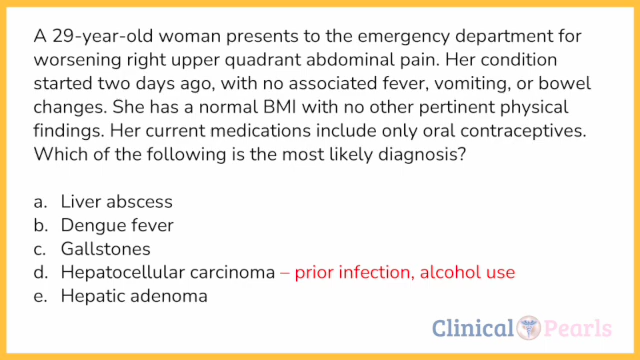 A 29-year-old woman presents to the emergency department for
worsening right upper quadrant abdominal pain. Her condition
started two days ago, with no associated fever, vomiting, or bowel
changes. She has a normal BMI with no other pertinent physical
findings. Her current medications include only oral contraceptives.
Which of the following is the most likely diagnosis?
a. Liver abscess
b. Dengue fever
c. Gallstones
d. Hepatocellular carcinoma – prior infection, alcohol use
e. Hepatic adenoma
Clinical Pearls